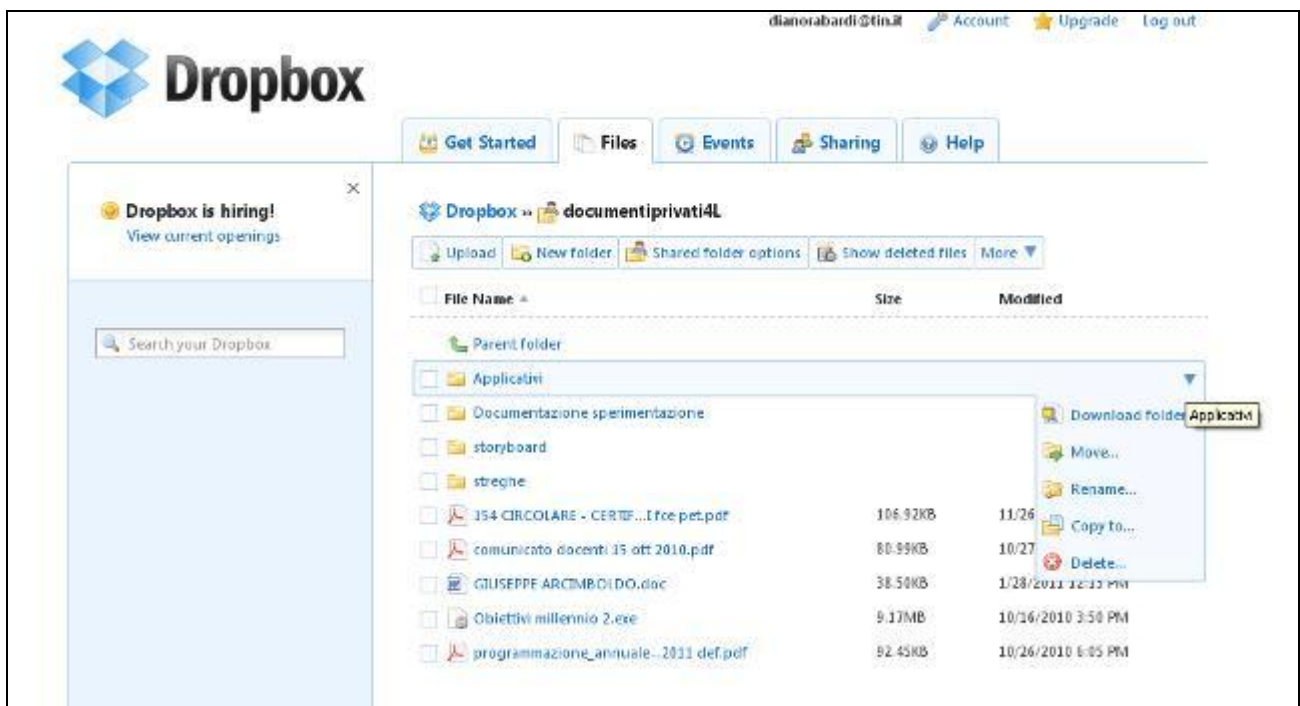 dianorabardi@tin.it Account Upgrade Log out
Dropbox
Get Started Files Events Sharing Help
Dropbox is hiring!
View current openings
Search your Dropbox
Dropbox » documentiprivati4L
Upload New folder Shared folder options Show deleted files More
File Name Size Modified
Parent folder
Applicativi
Documentazione sperimentazione
Download folder Applicativi
storyboard
Move...
streghe
Rename...
154 CIRCOLARE - CERTIF...I fce pet.pdf 106.92KB 11/26
Copy to...
comunicato docenti 15 ott 2010.pdf 80.99KB 10/27
Delete...
GIUSEPPE ARCIMBOLDO.doc 38.50KB 1/28/2011 12:15 PM
Obiettivi millennio 2.exe 9.17MB 10/16/2010 3:50 PM
programmazione_annuale...2011 def.pdf 92.45KB 10/26/2010 6:05 PM